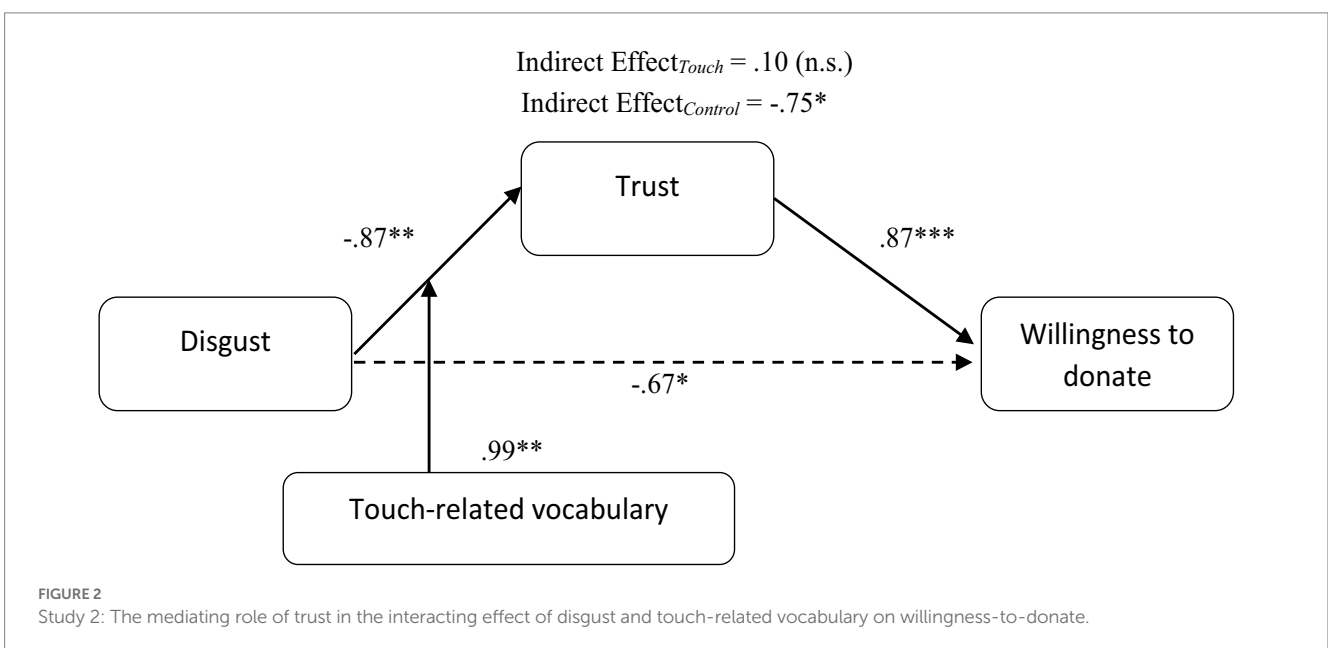 Indirect EffectTouch = .10 (n.s.)
Indirect EffectControl = -.75*
Trust
-.87**
.87***
Disgust
Willingness to
donate
-.67*
.99**
Touch-related vocabulary
FIGURE 2
Study 2: The mediating role of trust in the interacting effect of disgust and touch-related vocabulary on willingness-to-donate.